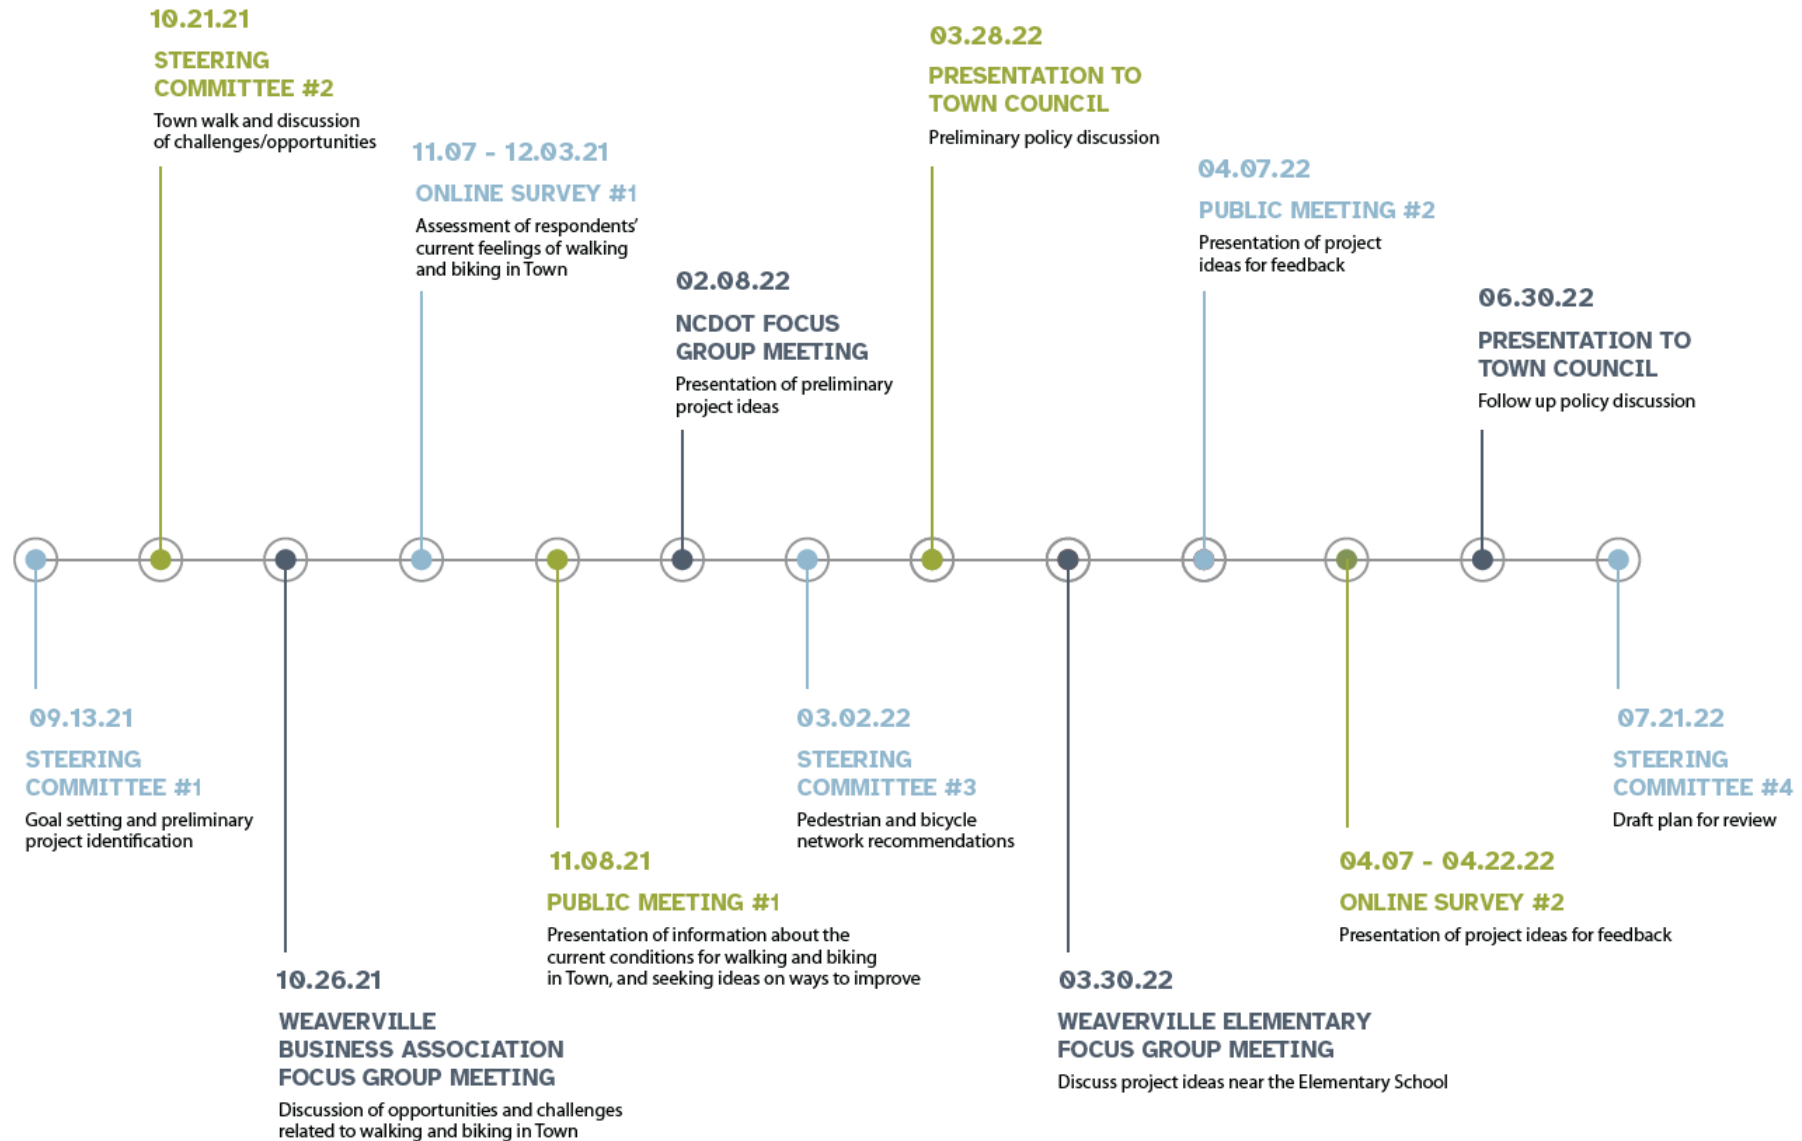 10.21.21
STEERING
COMMITTEE #2
Town walk and discussion
of challenges/opportunities
11.07 - 12.03.21
ONLINE SURVEY #1
Assessment of respondents'
current feelings of walking
and biking in Town
02.08.22
NCDOT FOCUS
GROUP MEETING
Presentation of preliminary
project ideas
03.28.22
PRESENTATION TO
TOWN COUNCIL
Preliminary policy discussion
04.07.22
PUBLIC MEETING #2
Presentation of project
ideas for feedback
06.30.22
PRESENTATION TO
TOWN COUNCIL
Follow up policy discussion
09.13.21
STEERING
COMMITTEE #1
Goal setting and preliminary
project identification
10.26.21
WEAVERVILLE
BUSINESS ASSOCIATION
FOCUS GROUP MEETING
Discussion of opportunities and challenges
related to walking and biking in Town
11.08.21
PUBLIC MEETING #1
Presentation of information about the
current conditions for walking and biking
in Town, and seeking ideas on ways to improve
03.02.22
STEERING
COMMITTEE #3
Pedestrian and bicycle
network recommendations
03.30.22
WEAVERVILLE ELEMENTARY
FOCUS GROUP MEETING
Discuss project ideas near the Elementary School
04.07 - 04.22.22
ONLINE SURVEY #2
Presentation of project ideas for feedback
07.21.22
STEERING
COMMITTEE #4
Draft plan for review